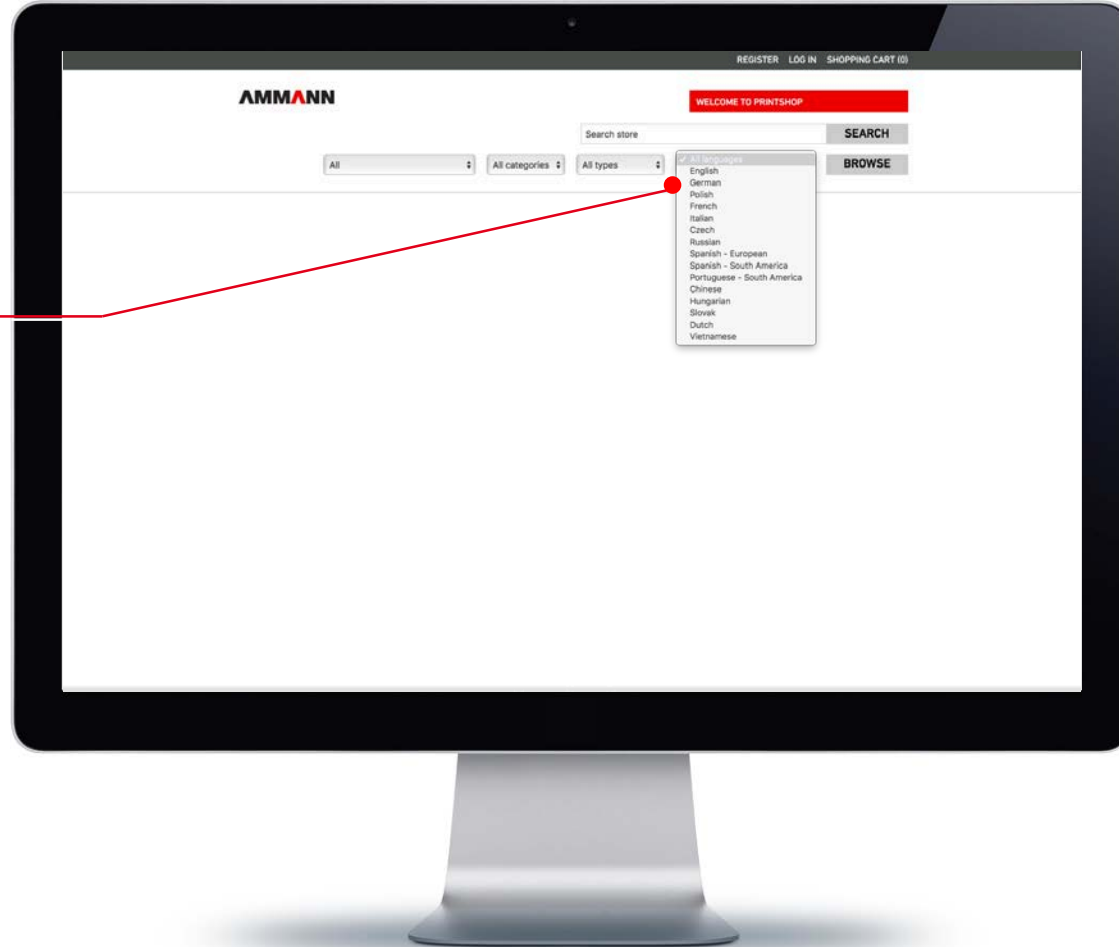 REGISTER LOG IN SHOPPING CART (0)
AMMANN
WELCOME TO PRINTSHOP
Search store
SEARCH
All
All categories
All types
All languages
BROWSE
English
German
Polish
French
Italian
Czech
Russian
Spanish - European
Spanish - South America
Portuguese - South America
Chinese
Hungarian
Slovak
Dutch
Vietnamese